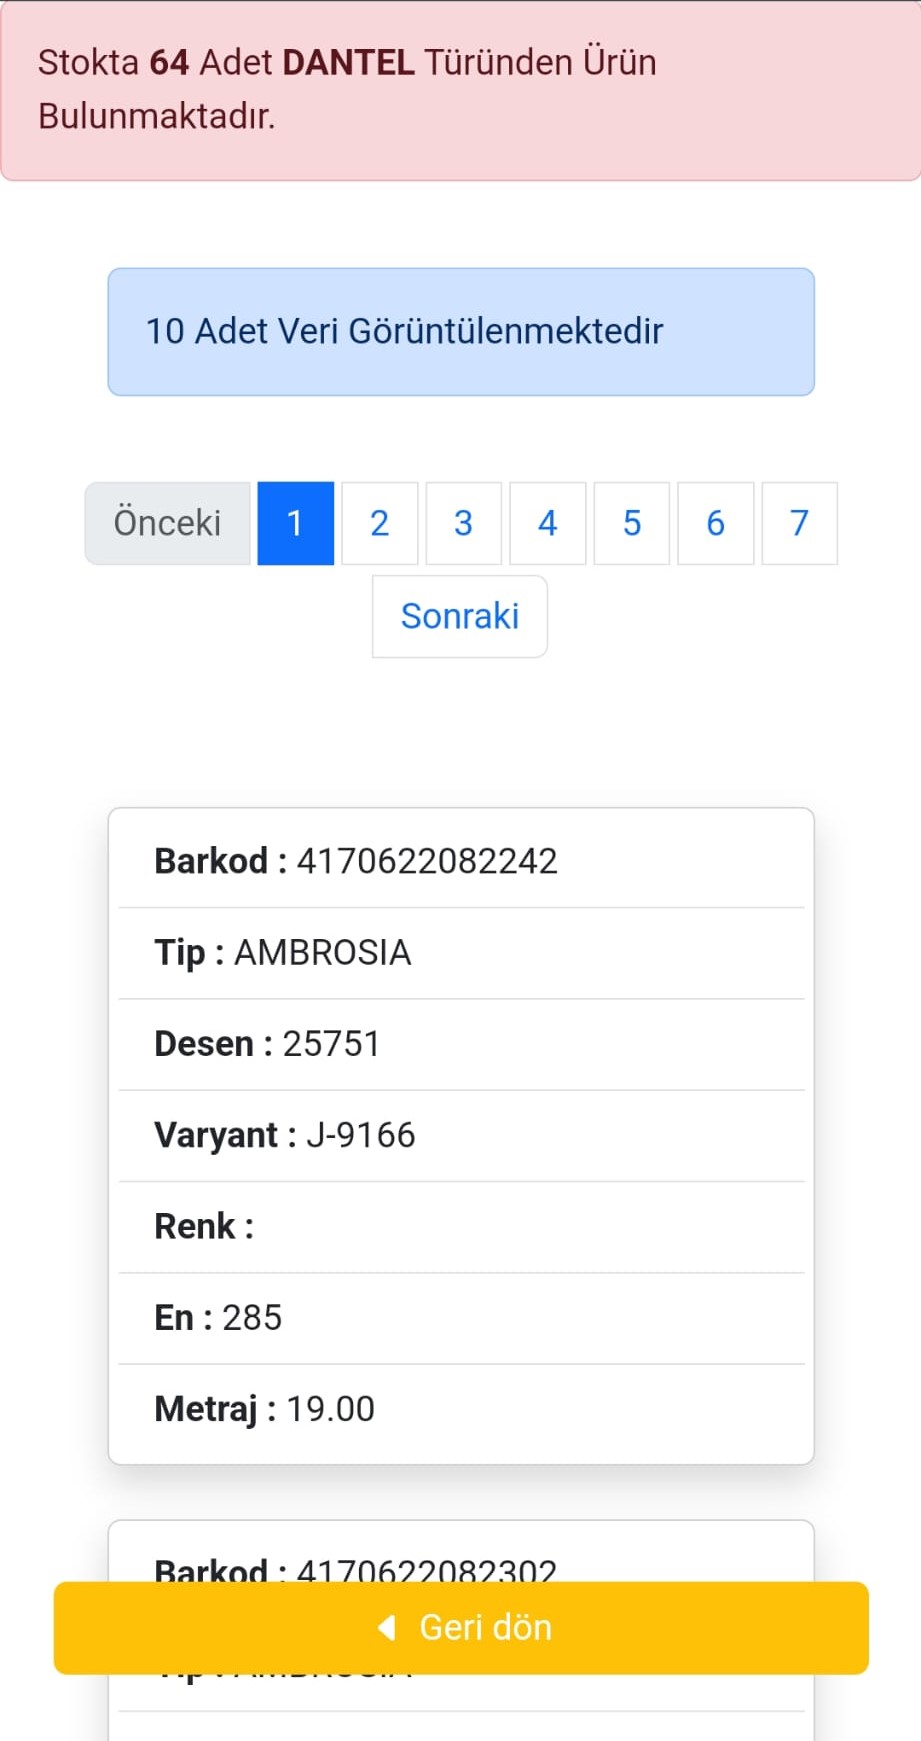 Stokta 64 Adet DANTEL Türünden Ürün
Bulunmaktadır.
10 Adet Veri Görüntülenmektedir
Önceki 1 2 3 4 5 6 7
Sonraki
Barkod : 4170622082242
Tip : AMBROSIA
Desen : 25751
Varyant : J-9166
Renk :
En : 285
Metraj : 19.00
Barkod : 4170622082302
Geri dön
Tip : AMBROSIA